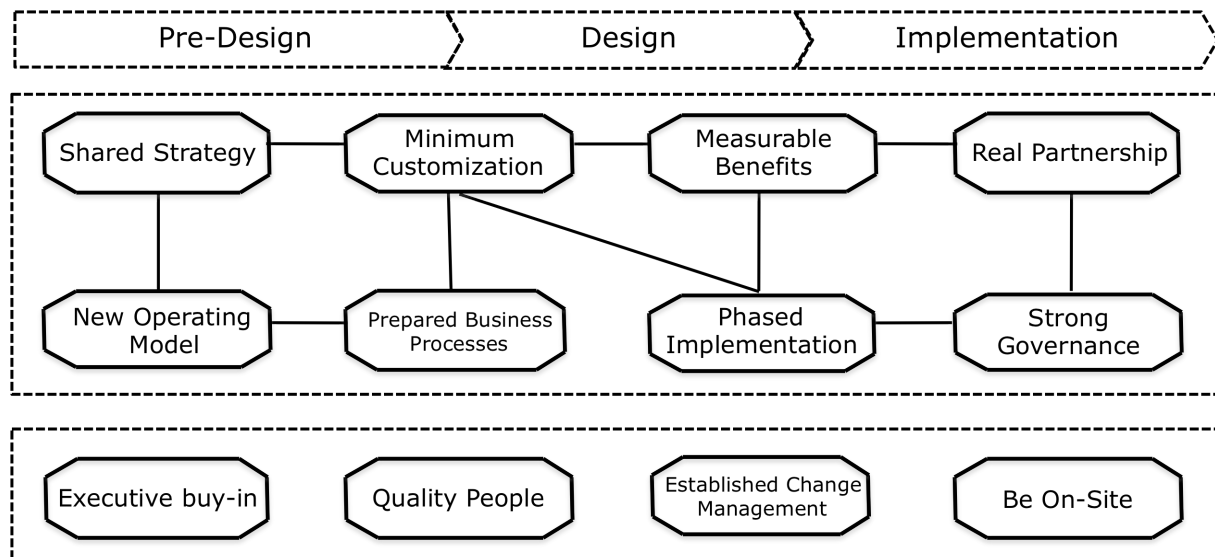 Pre-Design
Design
Implementation
Shared Strategy
Minimum
Customization
Measurable
Benefits
Real Partnership
New Operating
Model
Prepared Business
Processes
Phased
Implementation
Strong
Governance
Executive buy-in
Quality People
Established Change
Management
Be On-Site